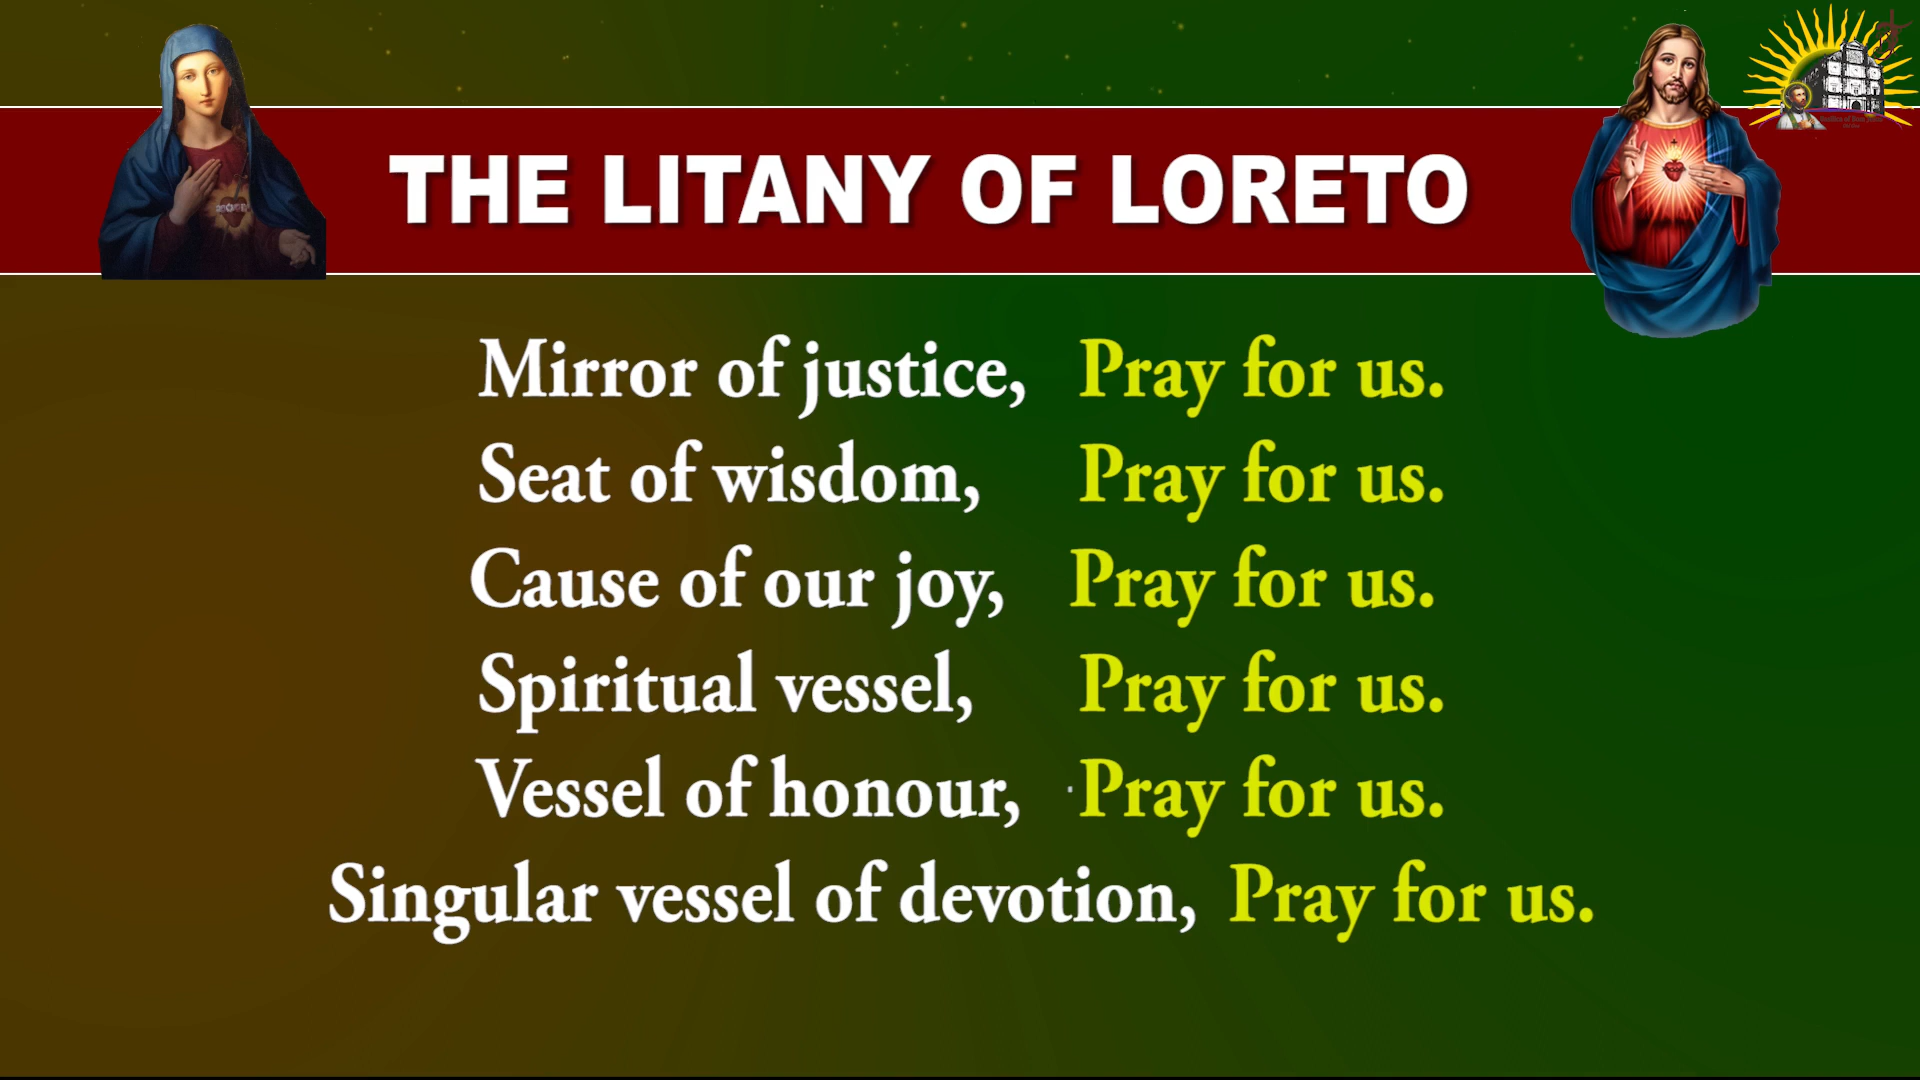 THE LITANY OF LORETO
Mirror of justice, Pray for us.
Seat of wisdom, Pray for us.
Cause of our joy, Pray for us.
Spiritual vessel, Pray for us.
Vessel of honour, Pray for us.
Singular vessel of devotion, Pray for us.